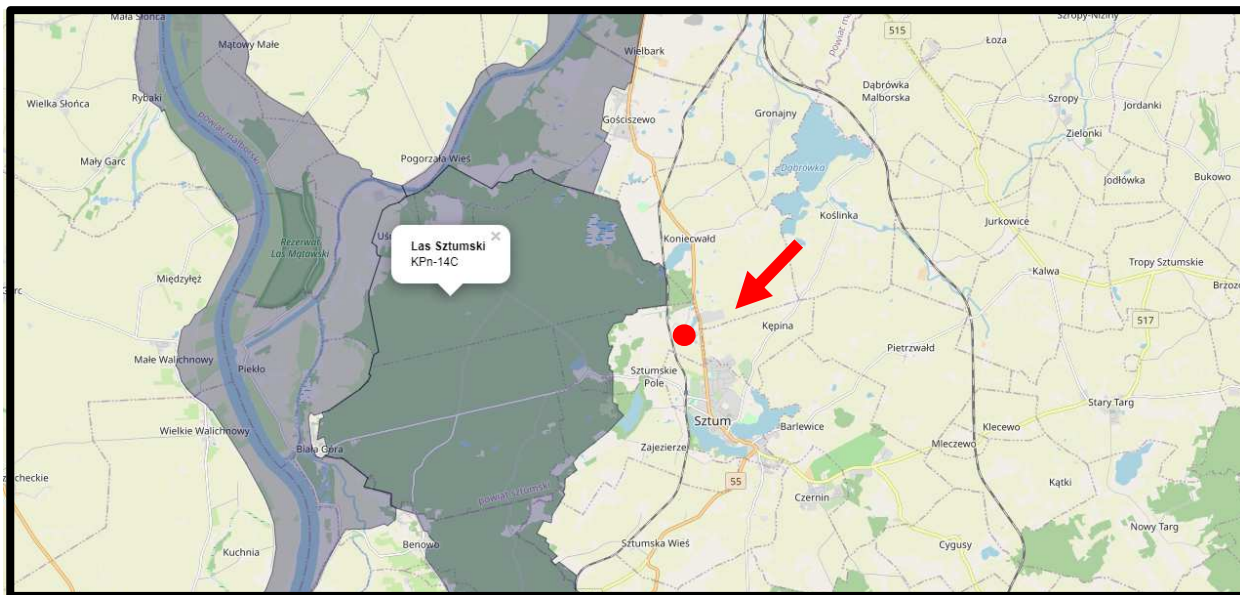 Mała Słońca
Mątowy Małe
Wielka Słońca
Rybaki
powiat malborski
Mały Garc
Pogorzała Wieś
Rezerwat
Las Mątawski
Międzyłęż
Las Sztumski
KPn-14C
Małe Walichnowy
Piekło
Wielkie Walichnowy
Biała Góra
Kuchnia
Benowo
powiat sztumski
Wielbark
Gościszewo
Gronajny
Dąbrówka
Malborska
515
Łoza
Szropy-Niziny
Szropy
Jordanki
Zielonki
Dąbrówka
Jodłówka
Bukowo
Koniecwałd
Koślinka
Jurkowice
Kalwa
Tropy Sztumskie
517
Kępina
Pietrzwałd
Sztumskie
Pole
Sztum
Barlewice
Stary Targ
Klecewo
Mleczewo
Zajezierze
55
Czernin
Kątki
Nowy Targ
Sztumska Wieś
Cygusy